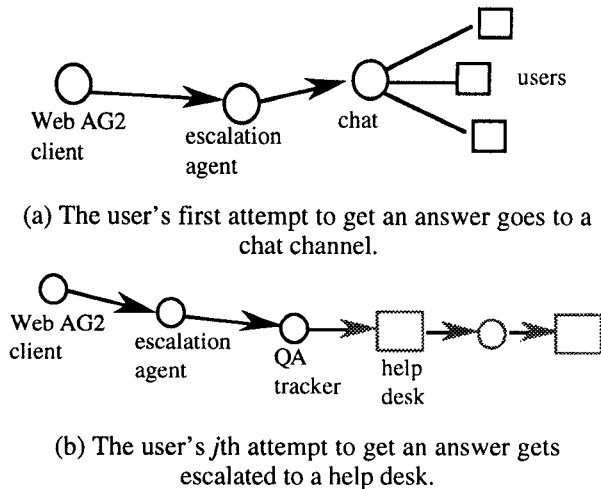 users
Web AG2
client
escalation
agent
chat
(a) The user's first attempt to get an answer goes to a
chat channel.
Web AG2
client
escalation
agent
QA
tracker
help
desk
(b) The user's jth attempt to get an answer gets
escalated to a help desk.